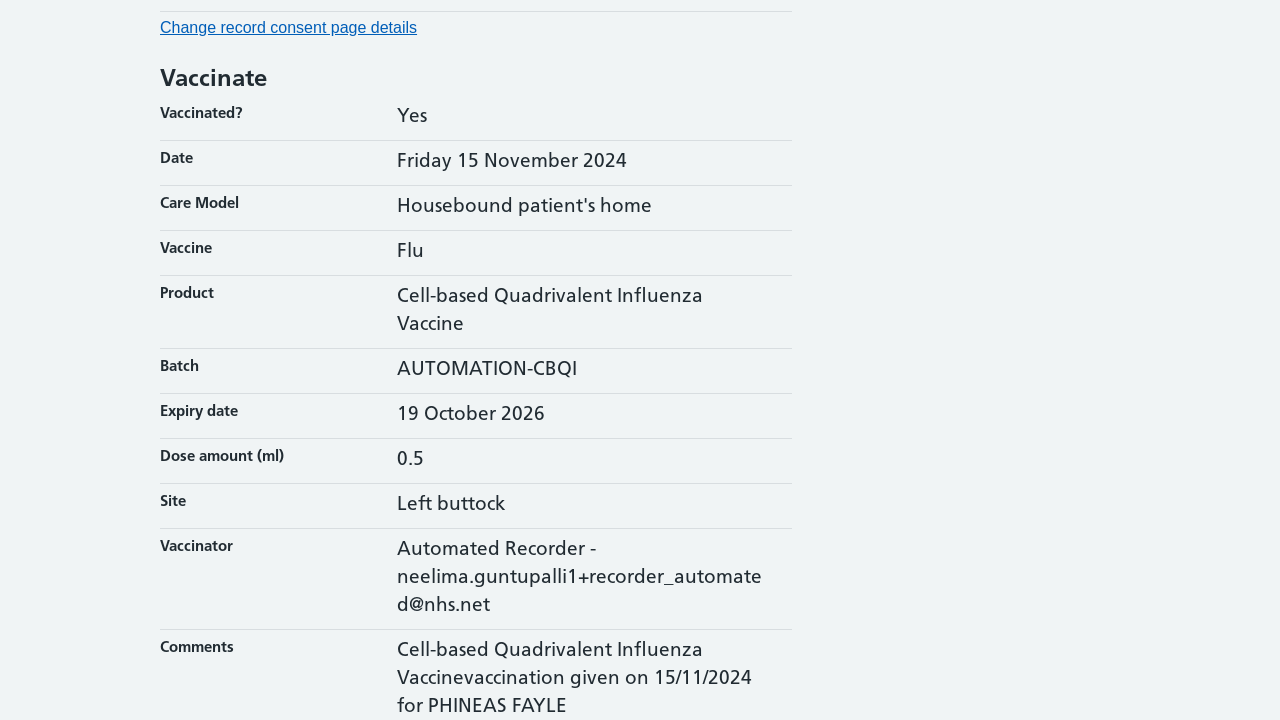 Change record consent page details
Vaccinate
Vaccinated?
Yes
Date
Friday 15 November 2024
Care Model
Housebound patient's home
Vaccine
Flu
Product
Cell-based Quadrivalent Influenza
Vaccine
Batch
AUTOMATION-CBQI
Expiry date
19 October 2026
Dose amount (ml)
0.5
Site
Left buttock
Vaccinator
Automated Recorder -
neelima.guntupalli1+recorder_automate
d@nhs.net
Comments
Cell-based Quadrivalent Influenza
Vaccinevaccination given on 15/11/2024
for PHINEAS FAYLE